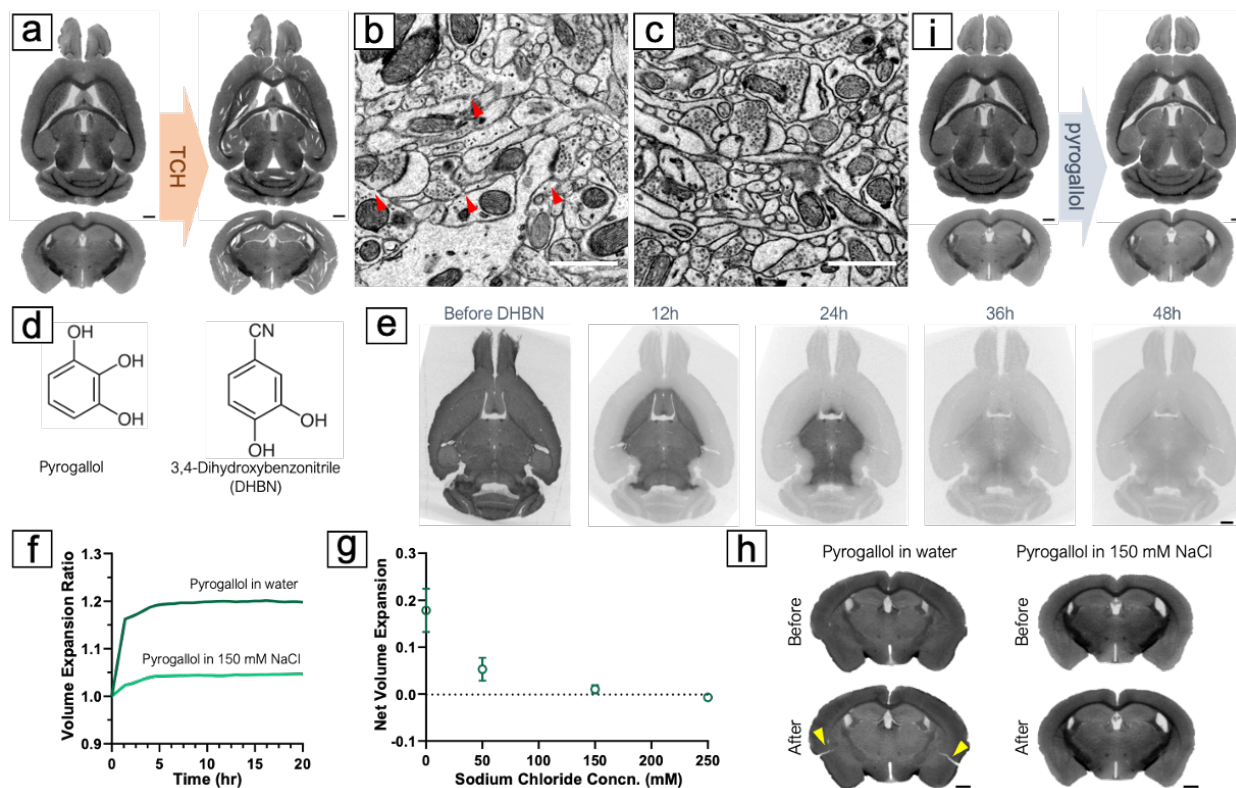 a
TCH
b
c
i
pyrogallol
d
OH
OH
OH
Pyrogallol
CN
OH
OH
3,4-Dihydroxybenzonitrile
(DHBN)
e
Before DHBN
12h
24h
36h
48h
f
Volume Expansion Ratio
1.3
1.2
1.1
1.0
0.9
Pyrogallol in water
Pyrogallol in 150 mM NaCl
0
5
10
15
20
Time (hr)
g
Net Volume Expansion
0.3
0.2
0.1
0.0
-0.1
0
50
100
150
200
250
Sodium Chloride Concn. (mM)
h
Pyrogallol in water
Pyrogallol in 150 mM NaCl
Before
After